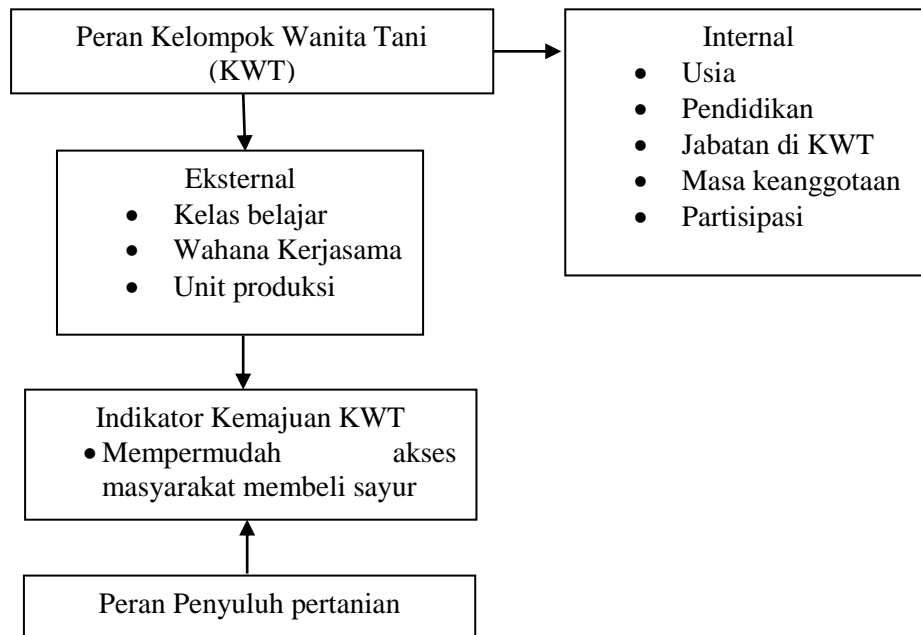 Peran Kelompok Wanita Tani
(KWT)
Internal
• Usia
• Pendidikan
• Jabatan di KWT
• Masa keanggotaan
• Partisipasi
Eksternal
• Kelas belajar
• Wahana Kerjasama
• Unit produksi
Indikator Kemajuan KWT
• Mempermudah akses
masyarakat membeli sayur
Peran Penyuluh pertanian